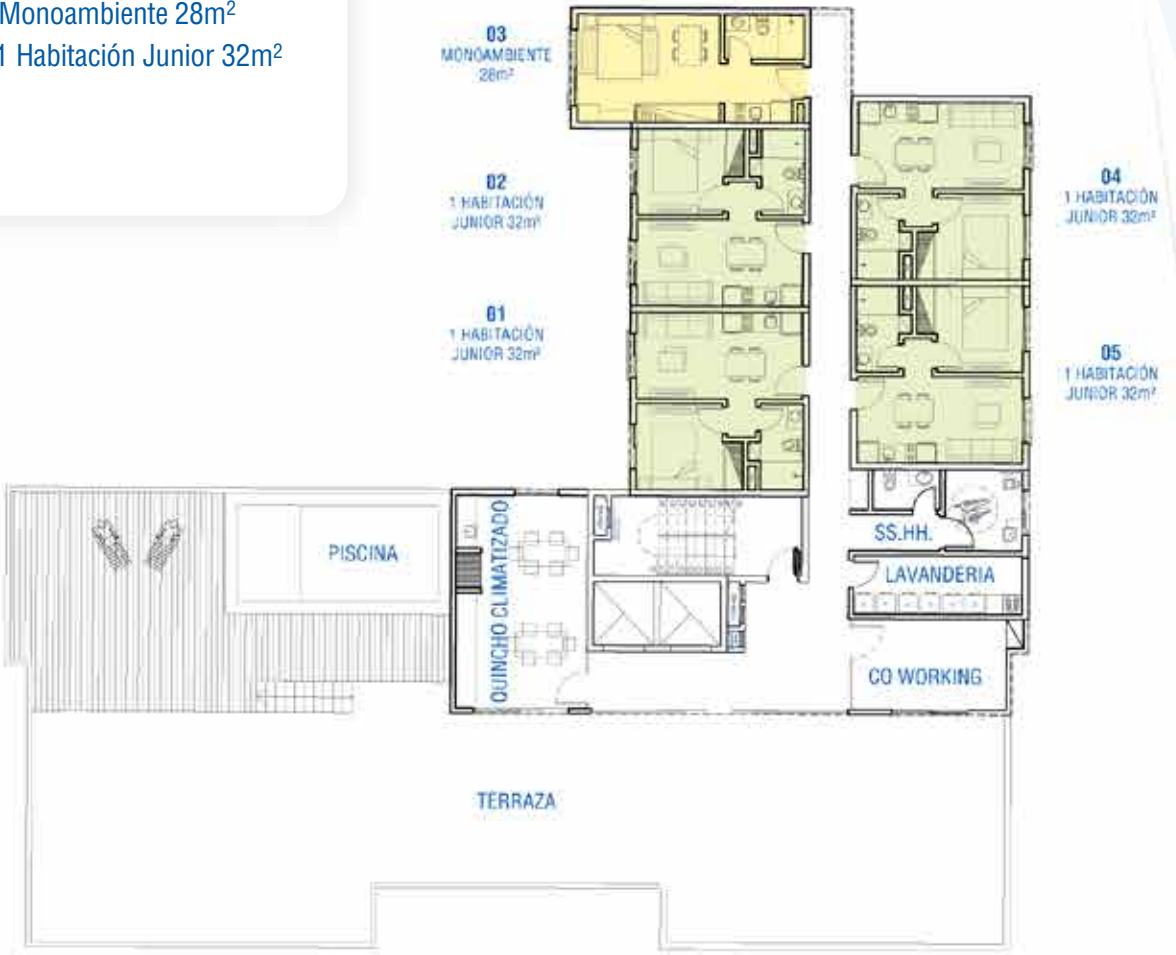 Monoambiente 28m²
1 Habitación Junior 32m²
03
MONOAMBIENTE
28m²
02
1 HABITACIÓN
JUNIOR 32m²
04
1 HABITACIÓN
JUNIOR 32m²
01
1 HABITACIÓN
JUNIOR 32m²
05
1 HABITACIÓN
JUNIOR 32m²
PISCINA
QUINCHO CLIMATIZADO
SS.HH.
LAVANDERIA
CO WORKING
TERRAZA